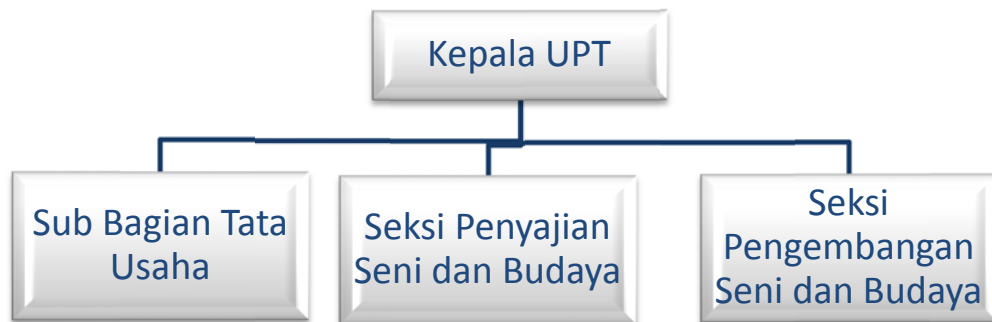 Kepala UPT
Sub Bagian Tata
Usaha
Seksi Penyajian
Seni dan Budaya
Seksi
Pengembangan
Seni dan Budaya